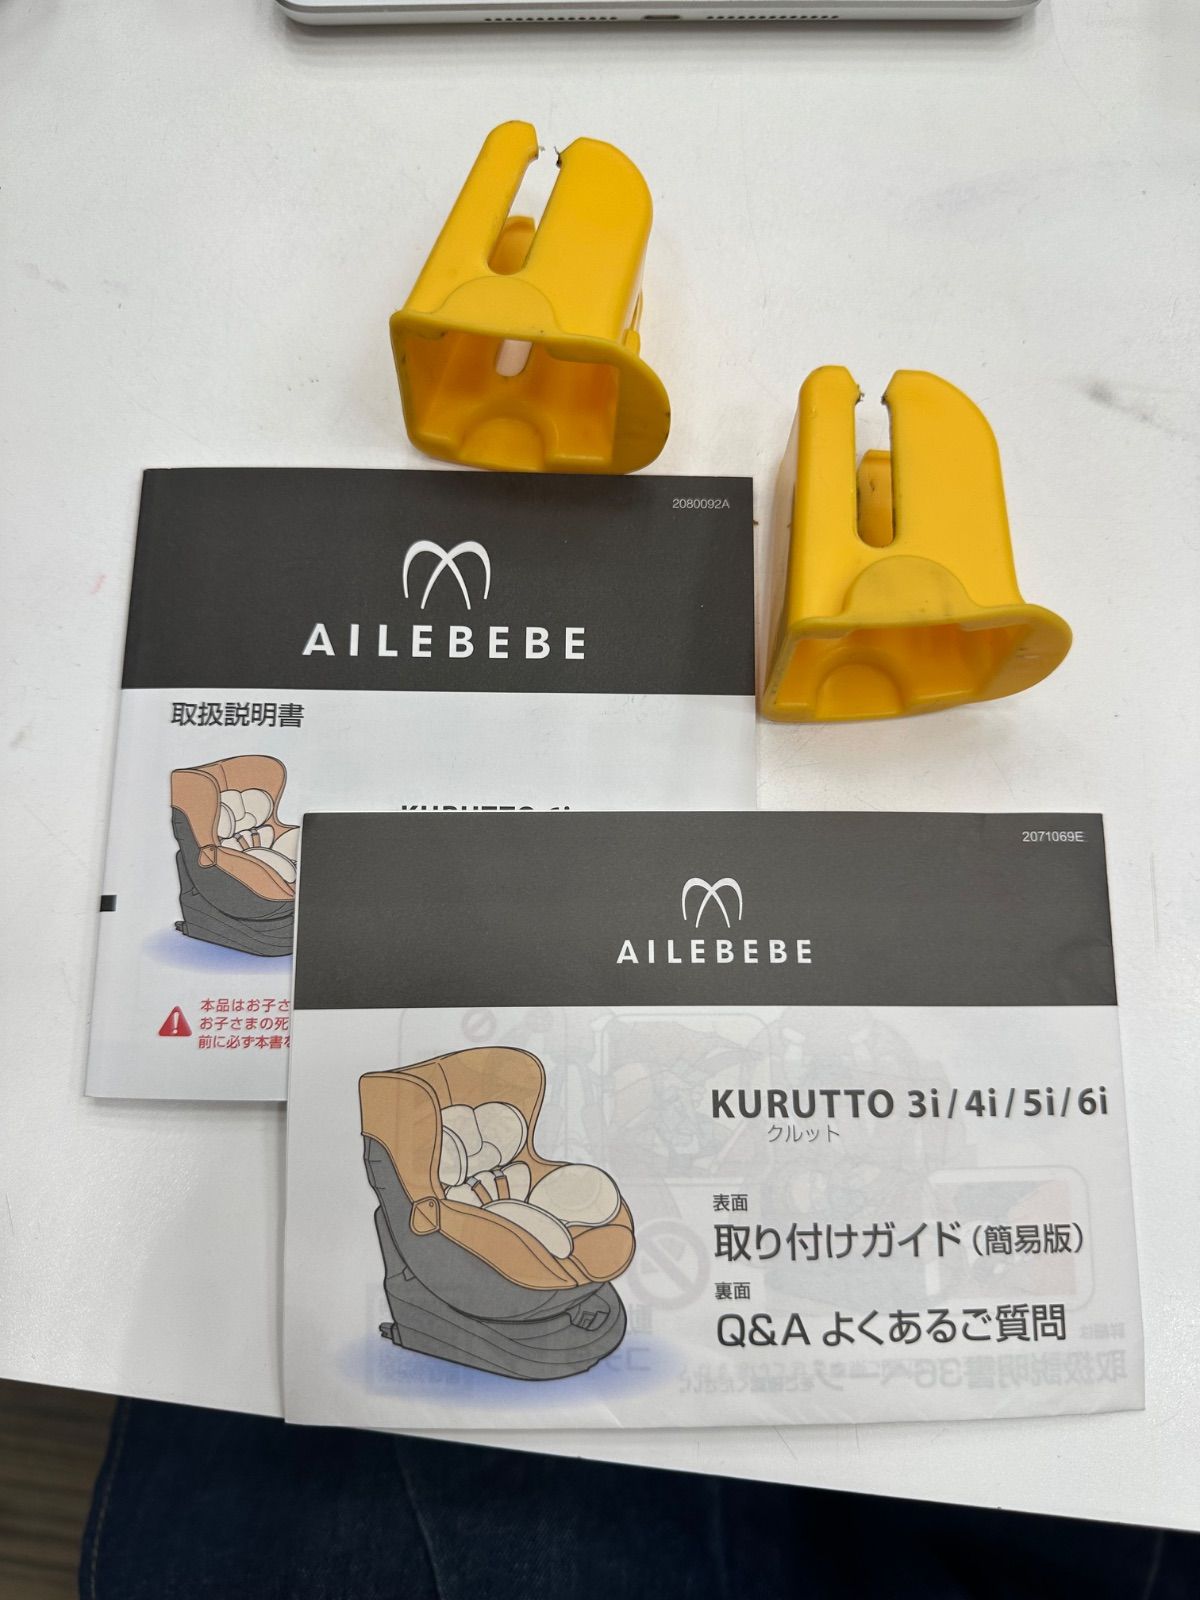 2080092A
AILEBEBE
取扱説明書
KURUTTO 6i
本品はお子さ
お子さまの死
前に必ず本書を
2071069E
AILEBEBE
KURUTTO 3i/4i/5i/6i
クルット
表面
取り付けガイド（簡易版）
裏面
Q&A よくあるご質問